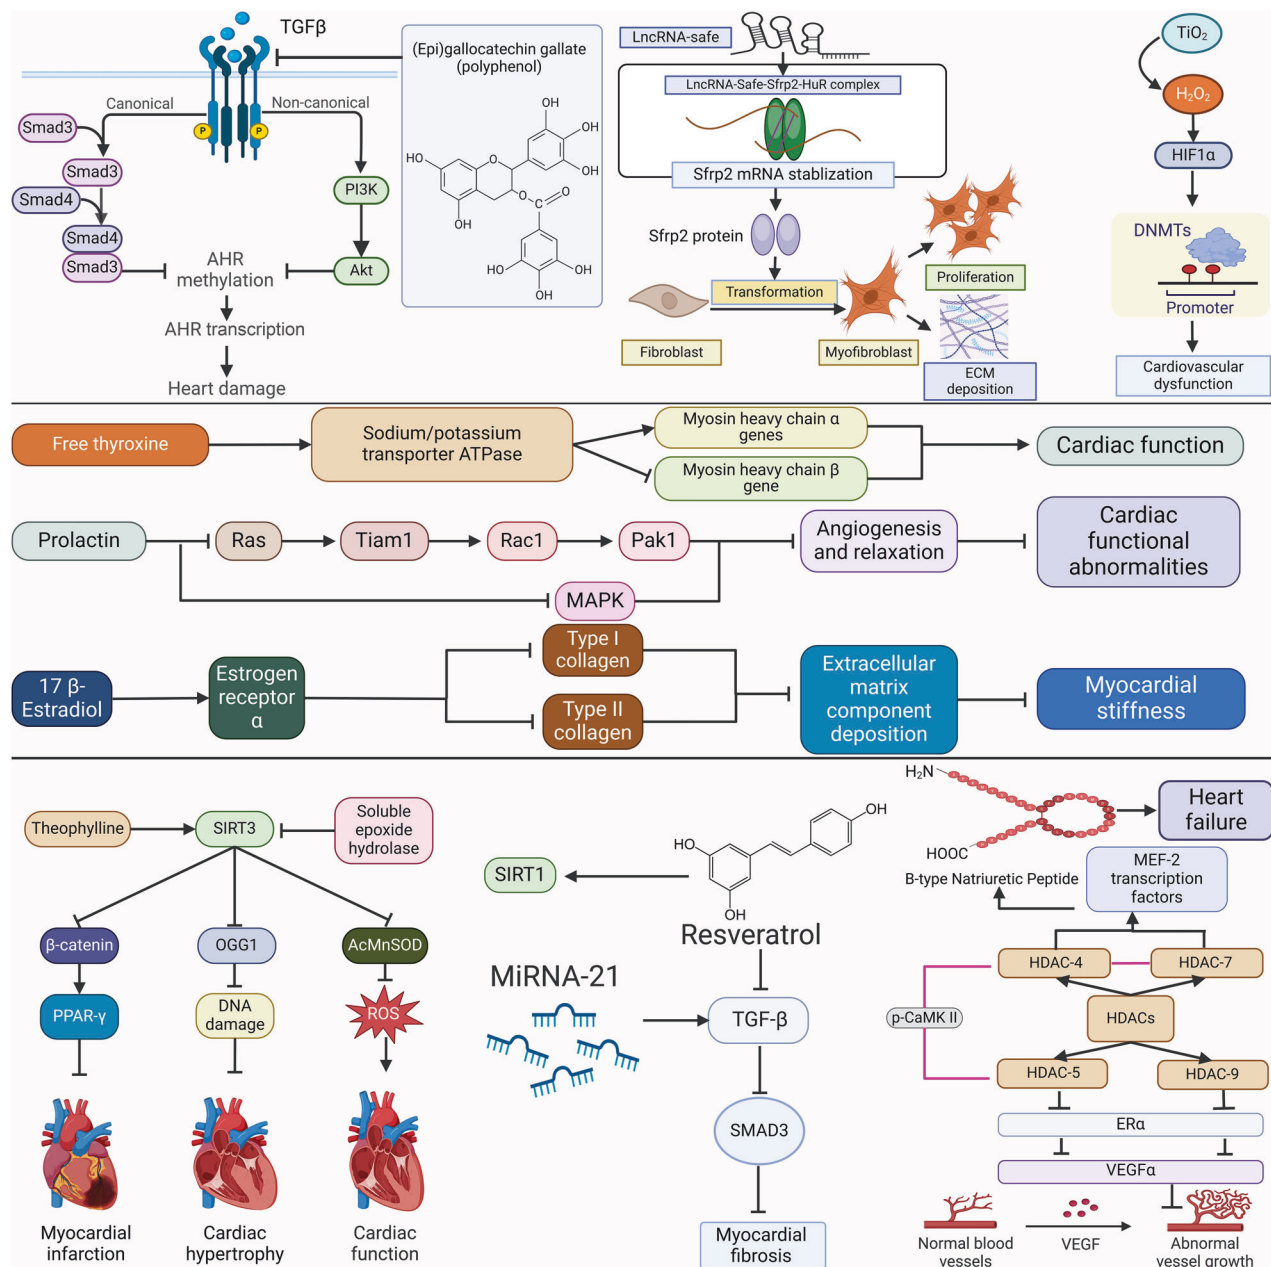 TGFβ
Canonical
Non-canonical
P
P
Smad3
Smad3
Smad4
Smad4
Smad3
PI3K
Akt
AHR
methylation
AHR transcription
Heart damage
(Epi)gallocatechin gallate
(polyphenol)
OH
OH
OH
HO
O
O
O
C
OH
HO
OH
OH
LncRNA-safe
LncRNA-Safe-Sfrp2-HuR complex
Sfrp2 mRNA stablization
Sfrp2 protein
Transformation
Fibroblast
Myofibroblast
Proliferation
ECM
deposition
TiO2
H2O2
HIF1α
DNMTs
Promoter
Cardiovascular
dysfunction
Free thyroxine
Sodium/potassium
transporter ATPase
Myosin heavy chain α
genes
Myosin heavy chain β
gene
Cardiac function
Prolactin
Ras
Tiam1
Rac1
Pak1
MAPK
Angiogenesis
and relaxation
Cardiac
functional
abnormalities
17 β-
Estradiol
Estrogen
receptor
α
Type I
collagen
Type II
collagen
Extracellular
matrix
component
deposition
Myocardial
stiffness
Theophylline
SIRT3
Soluble
epoxide
hydrolase
β-catenin
OGG1
AcMnSOD
PPAR-γ
DNA
damage
ROS
Myocardial
infarction
Cardiac
hypertrophy
Cardiac
function
SIRT1
HO
OH
OH
Resveratrol
MiRNA-21
TGF-β
SMAD3
Myocardial
fibrosis
H2N
HOOC
B-type Natriuretic Peptide
Heart
failure
MEF-2
transcription
factors
HDAC-4
HDAC-7
p-CaMK II
HDACs
HDAC-5
HDAC-9
ERα
VEGFα
Normal blood
vessels
VEGF
Abnormal
vessel growth